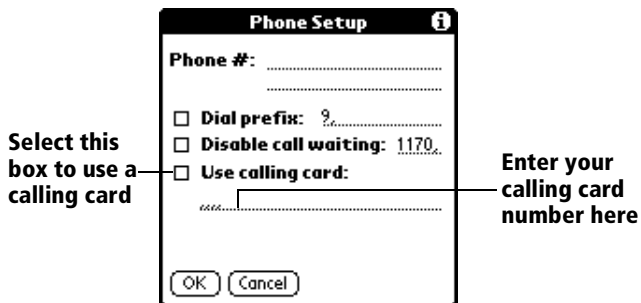 Phone Setup i
Phone #:
Dial prefix: 9,
Disable call waiting: 1170,
Use calling card:
,,,,
OK Cancel
Select this
box to use a
calling card
Enter your
calling card
number here